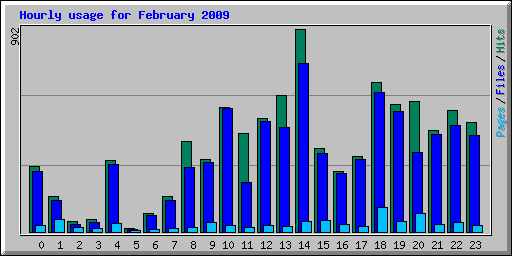 Hourly usage for February 2009
902
Pages / Files / Hits
0 1 2 3 4 5 6 7 8 9 10 11 12 13 14 15 16 17 18 19 20 21 22 23